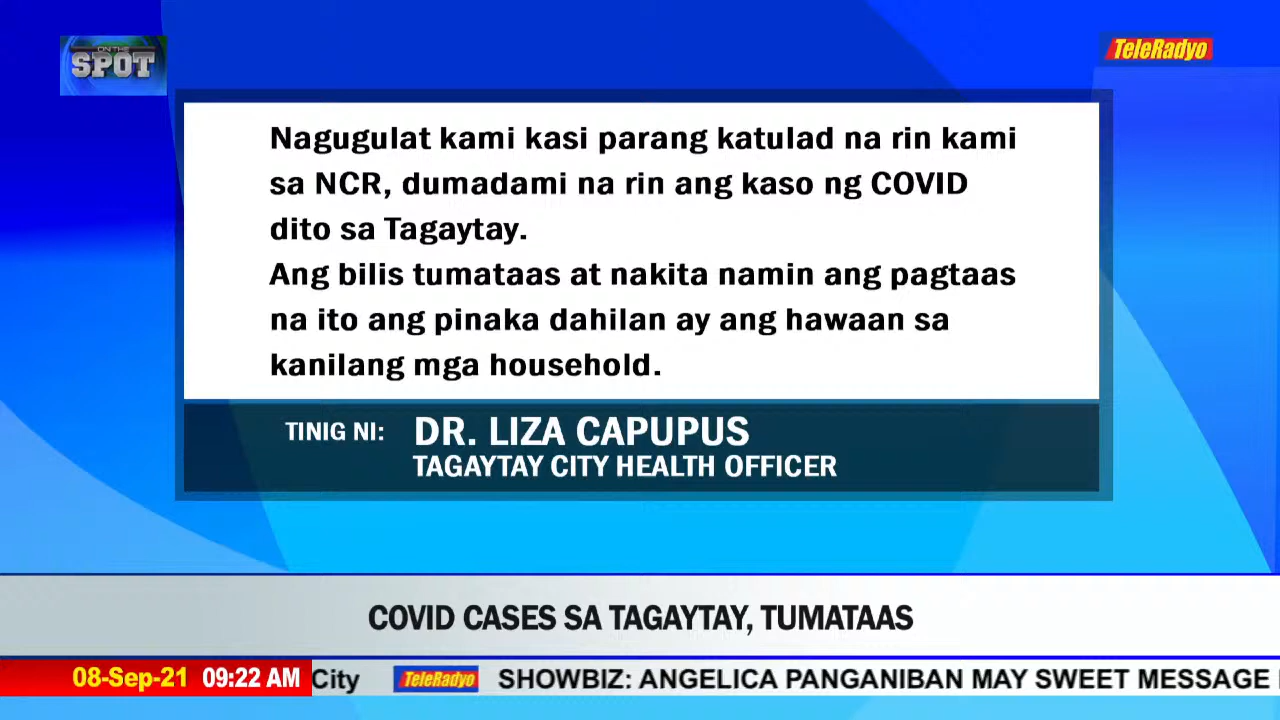 ON THE
SPOT
TeleRadyo
Nagugulat kami kasi parang katulad na rin kami
sa NCR, dumadami na rin ang kaso ng COVID
dito sa Tagaytay.
Ang bilis tumataas at nakita namin ang pagtaas
na ito ang pinaka dahilan ay ang hawaan sa
kanilang mga household.
TINIG NI: DR. LIZA CAPUPUS
TAGAYTAY CITY HEALTH OFFICER
COVID CASES SA TAGAYTAY, TUMATAAS
08-Sep-21 09:22 AM City TeleRadyo SHOWBIZ: ANGELICA PANGANIBAN MAY SWEET MESSAGE